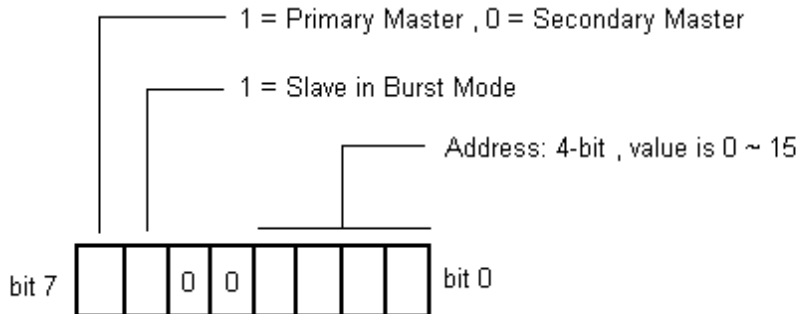 1 = Primary Master , 0 = Secondary Master
1 = Slave in Burst Mode
Address: 4-bit , value is 0 ~ 15
bit 7 0 0 bit 0